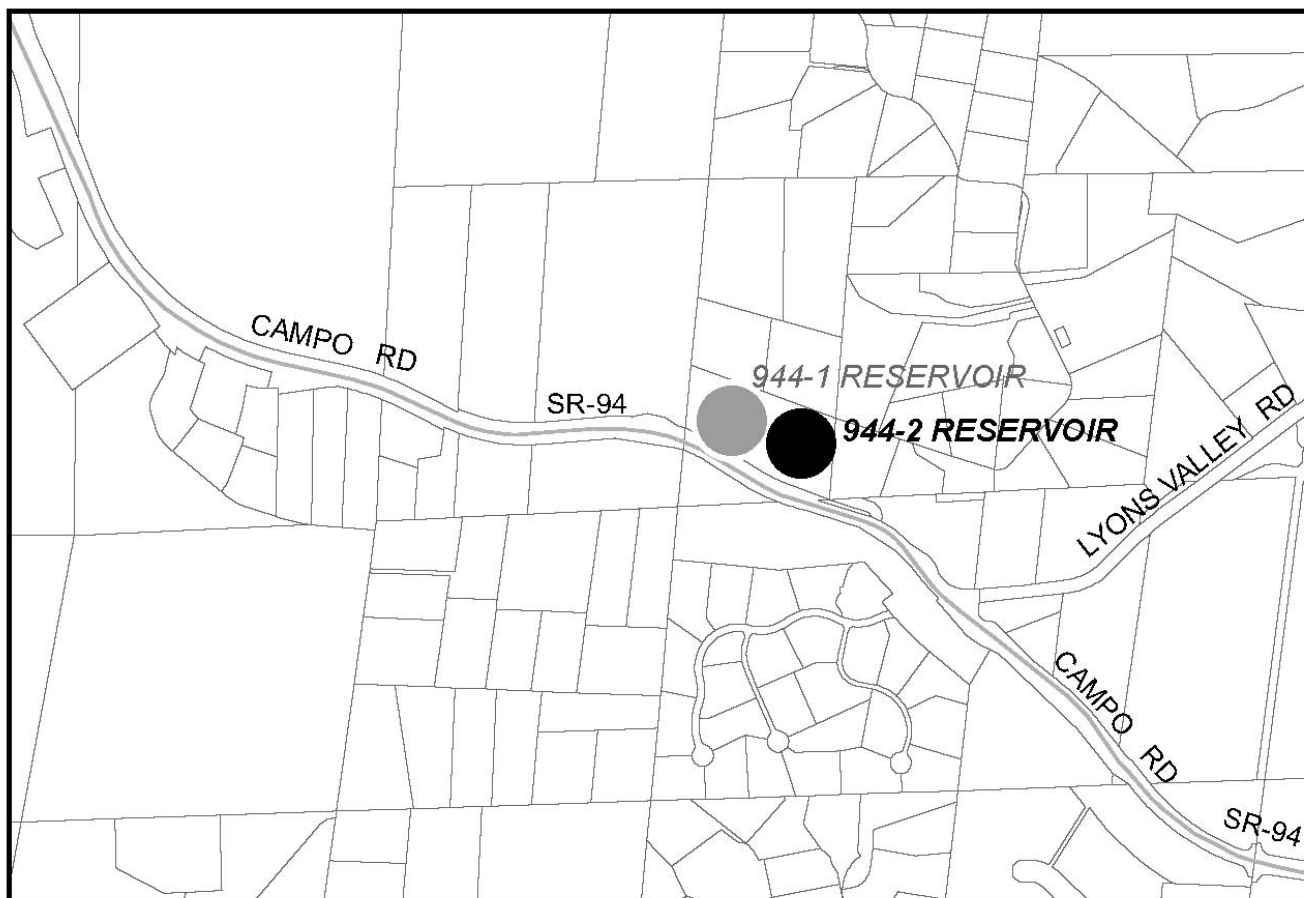 CAMPO RD
944-1 RESERVOIR
SR-94
944-2 RESERVOIR
LYONS VALLEY RD
CAMPO RD
SR-94